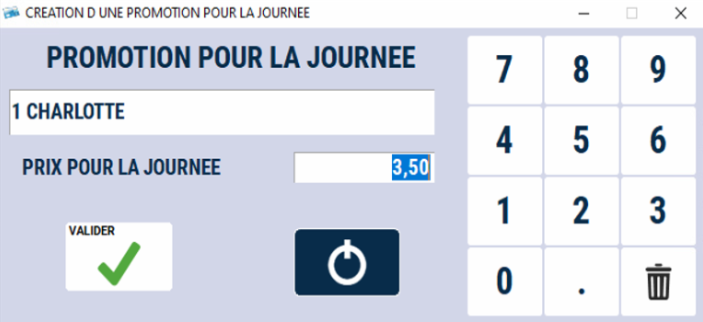 CREATION D UNE PROMOTION POUR LA JOURNEE
PROMOTION POUR LA JOURNEE
1 CHARLOTTE
PRIX POUR LA JOURNEE 3,50
VALIDER
7 8 9
4 5 6
1 2 3
0 .